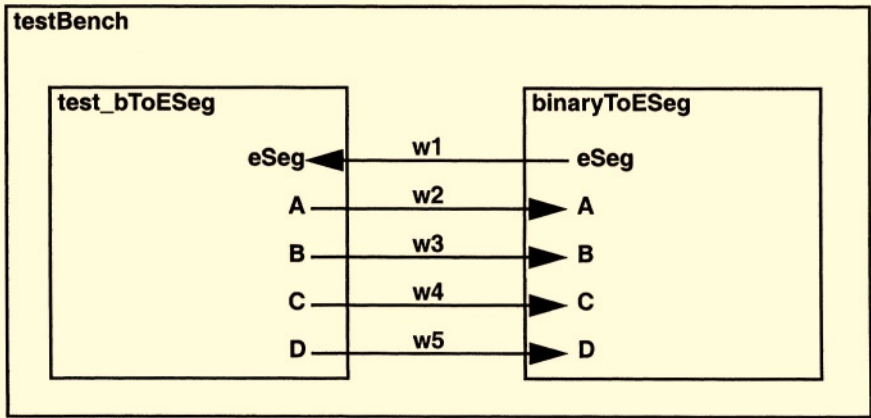 testBench
test_bToESeg
binaryToESeg
eSeg w1 eSeg
A w2 A
B w3 B
C w4 C
D w5 D